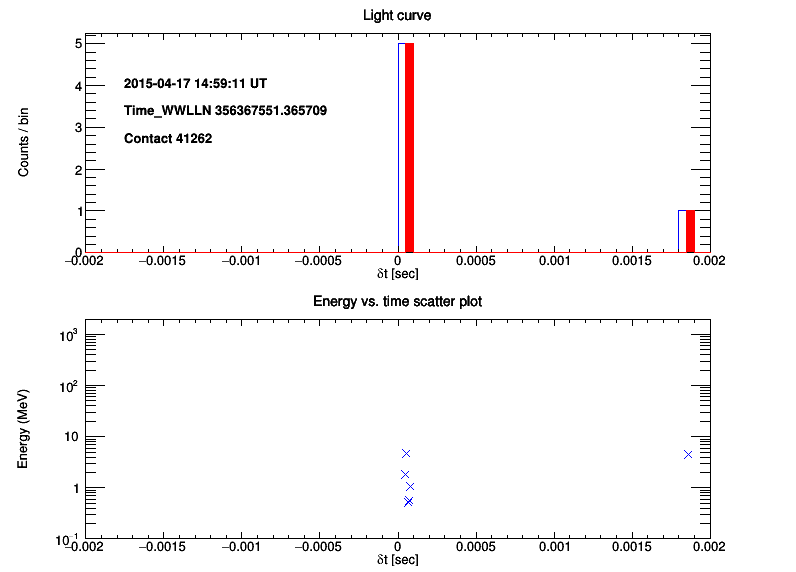 Light curve
5
2015-04-17 14:59:11 UT
4
Time_WWLLN 356367551.365709
3
Contact 41262
2
1
0
Counts / bin
−0.002 −0.0015 −0.001 −0.0005 0 0.0005 0.001 0.0015 0.002
δt [sec]
Energy vs. time scatter plot
10³
10²
10
1
10⁻¹
Energy (MeV)
−0.002 −0.0015 −0.001 −0.0005 0 0.0005 0.001 0.0015 0.002
δt [sec]